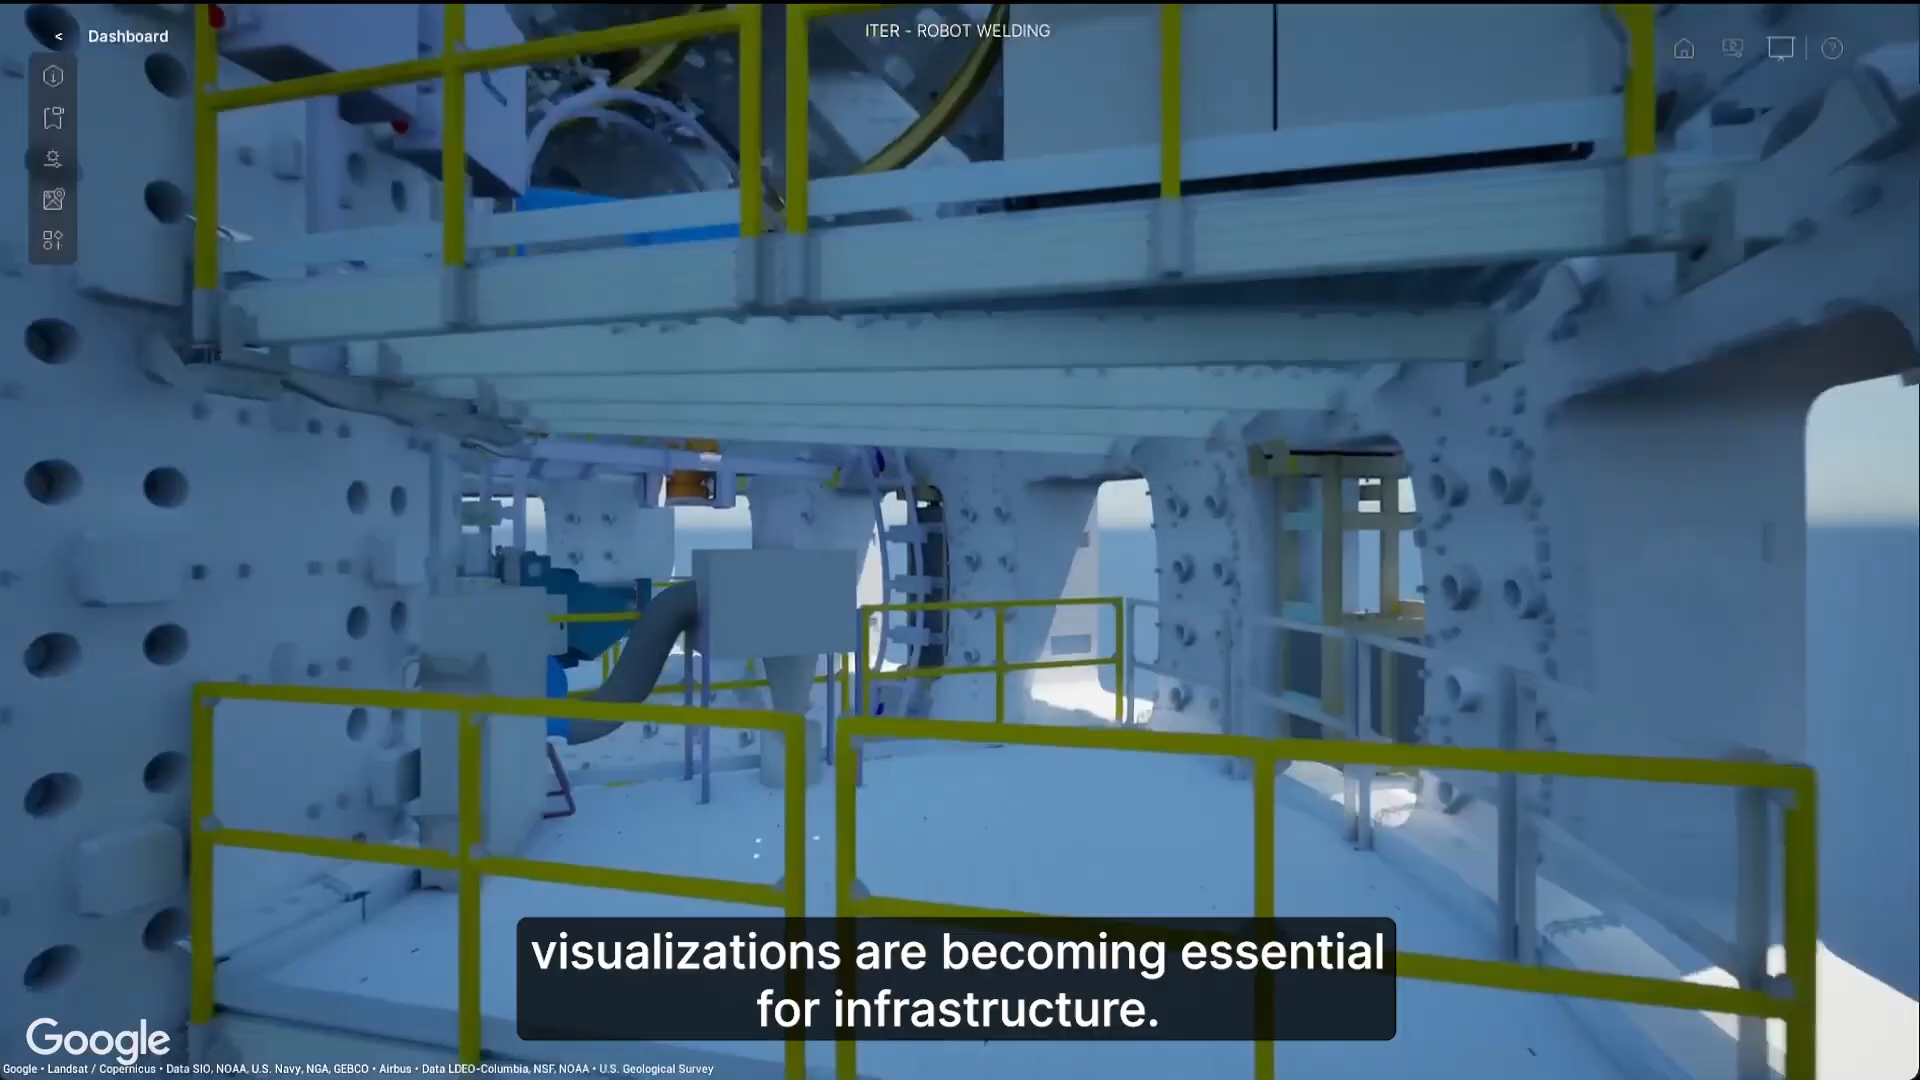 < Dashboard
ITER - ROBOT WELDING
visualizations are becoming essential
for infrastructure.
Google
Google • Landsat / Copernicus • Data SIO, NOAA, U.S. Navy, NGA, GEBCO • Airbus • Data LDEO-Columbia, NSF, NOAA • U.S. Geological Survey